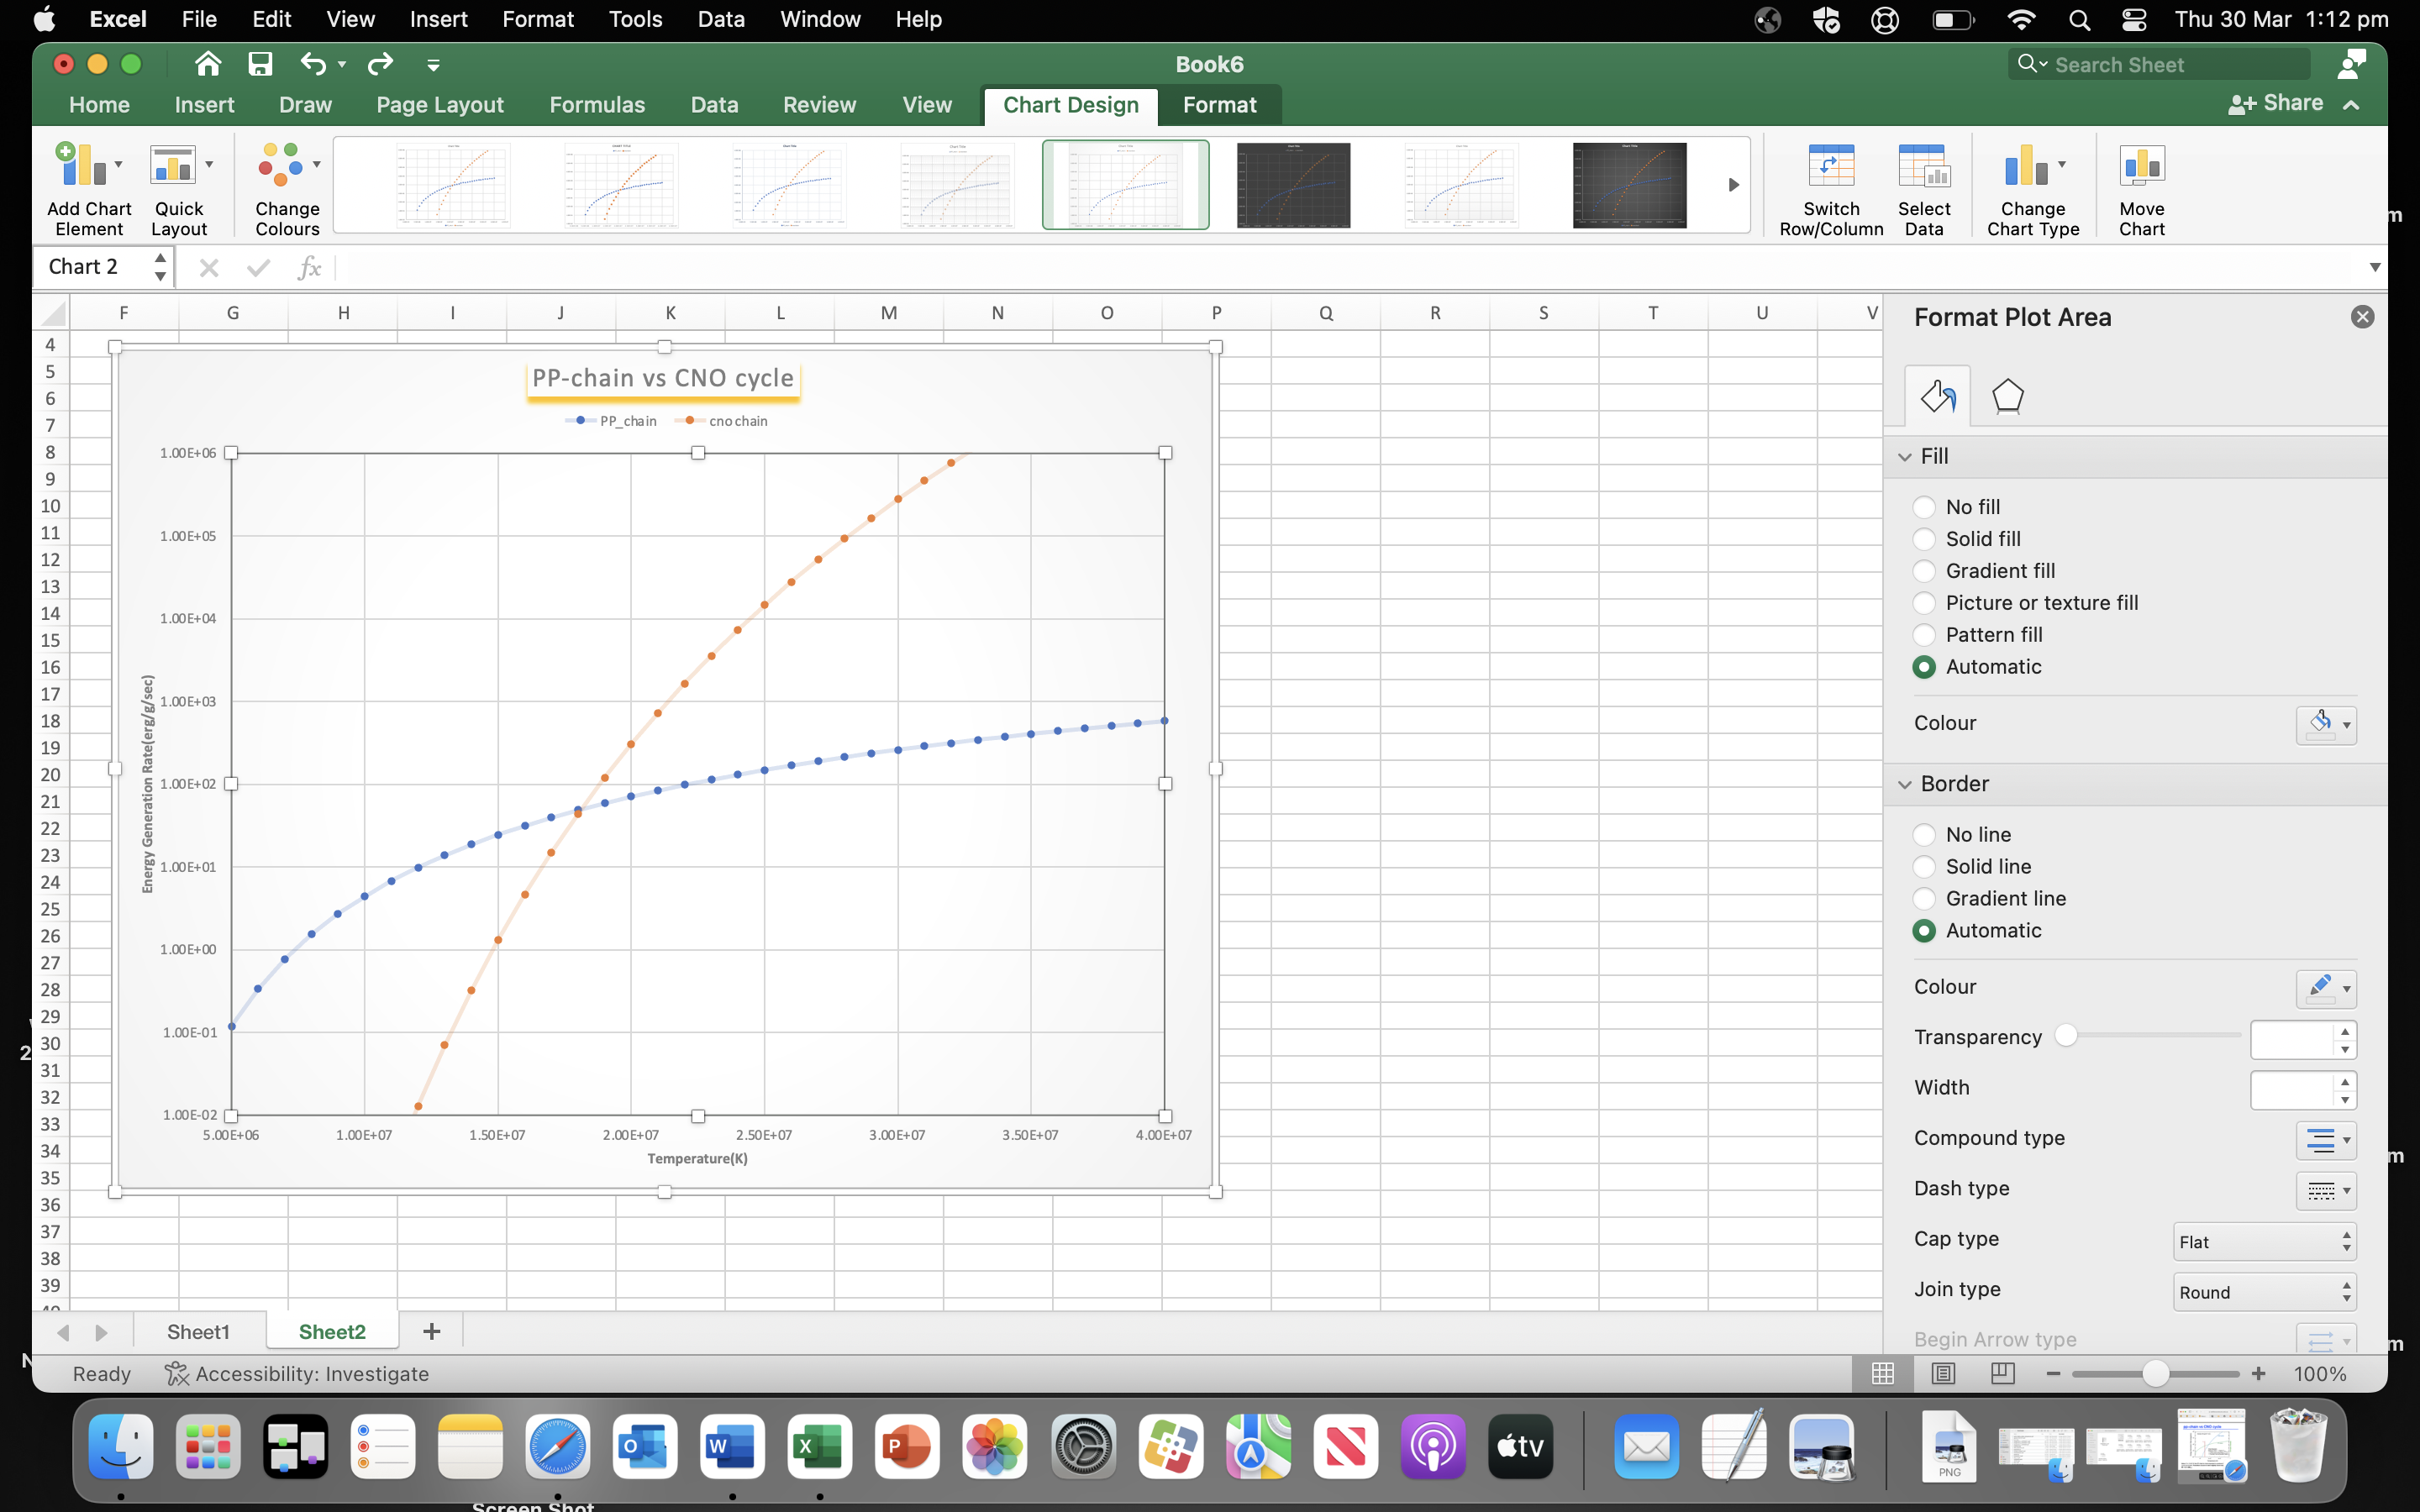 Excel File Edit View Insert Format Tools Data Window Help Thu 30 Mar 1:12 pm
Book6
Search Sheet
Home Insert Draw Page Layout Formulas Data Review View Chart Design Format Share
Add Chart Element
Quick Layout
Change Colours
Switch Row/Column
Select Data
Change Chart Type
Move Chart
Chart 2 fx
F G H I J K L M N O P Q R S T U V
4
5
6
7
8
9
10
11
12
13
14
15
16
17
18
19
20
21
22
23
24
25
26
27
28
29
30
31
32
33
34
35
36
37
38
39
PP-chain vs CNO cycle
PP_chain cno chain
1.00E+06
1.00E+05
1.00E+04
1.00E+03
1.00E+02
1.00E+01
1.00E+00
1.00E-01
1.00E-02
Energy Generation Rate(erg/g/sec)
5.00E+06 1.00E+07 1.50E+07 2.00E+07 2.50E+07 3.00E+07 3.50E+07 4.00E+07
Temperature(K)
Format Plot Area
Fill
No fill
Solid fill
Gradient fill
Picture or texture fill
Pattern fill
Automatic
Colour
Border
No line
Solid line
Gradient line
Automatic
Colour
Transparency
Width
Compound type
Dash type
Cap type Flat
Join type Round
Begin Arrow type
Sheet1 Sheet2 +
Ready Accessibility: Investigate 100%
O W X P tv PNG
Screen Shot